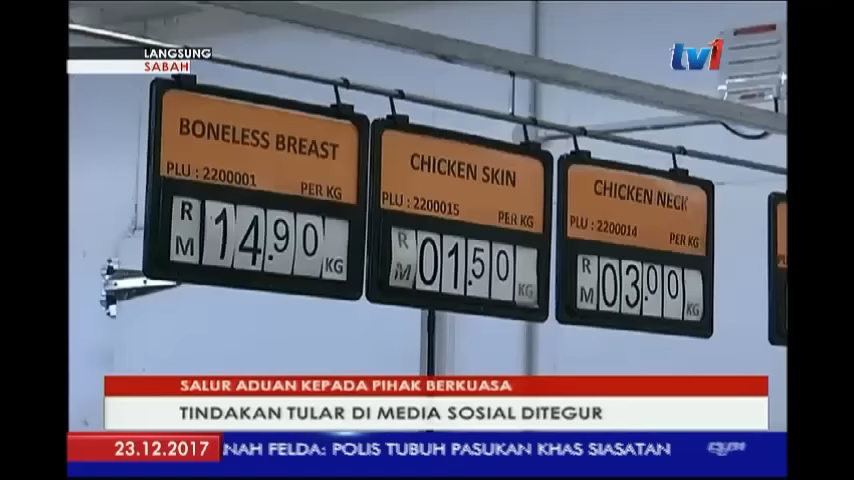 LANGSUNG
SABAH
tv1
BONELESS BREAST
PLU : 2200001 PER KG
RM 14.90 KG
CHICKEN SKIN
PLU : 2200015 PER KG
RM 01.50 KG
CHICKEN NECK
PLU : 2200014 PER KG
RM 03.00 KG
SALUR ADUAN KEPADA PIHAK BERKUASA
TINDAKAN TULAR DI MEDIA SOSIAL DITEGUR
23.12.2017 NAH FELDA: POLIS TUBUH PASUKAN KHAS SIASATAN